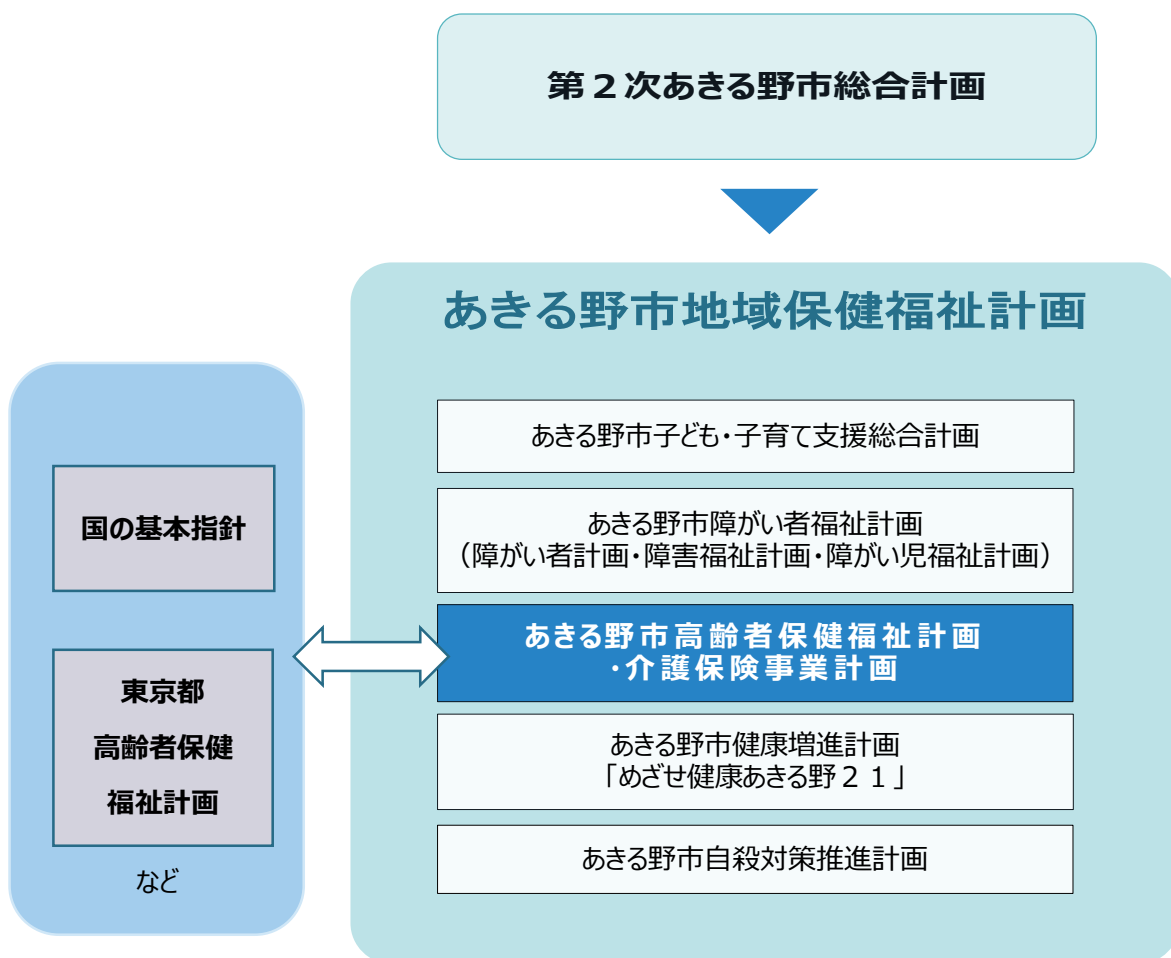 第２次あきる野市総合計画
あきる野市地域保健福祉計画
国の基本指針
東京都
高齢者保健
福祉計画
など
あきる野市子ども・子育て支援総合計画
あきる野市障がい者福祉計画
（障がい者計画・障害福祉計画・障がい児福祉計画）
あきる野市高齢者保健福祉計画
・介護保険事業計画
あきる野市健康増進計画
「めざせ健康あきる野２１」
あきる野市自殺対策推進計画